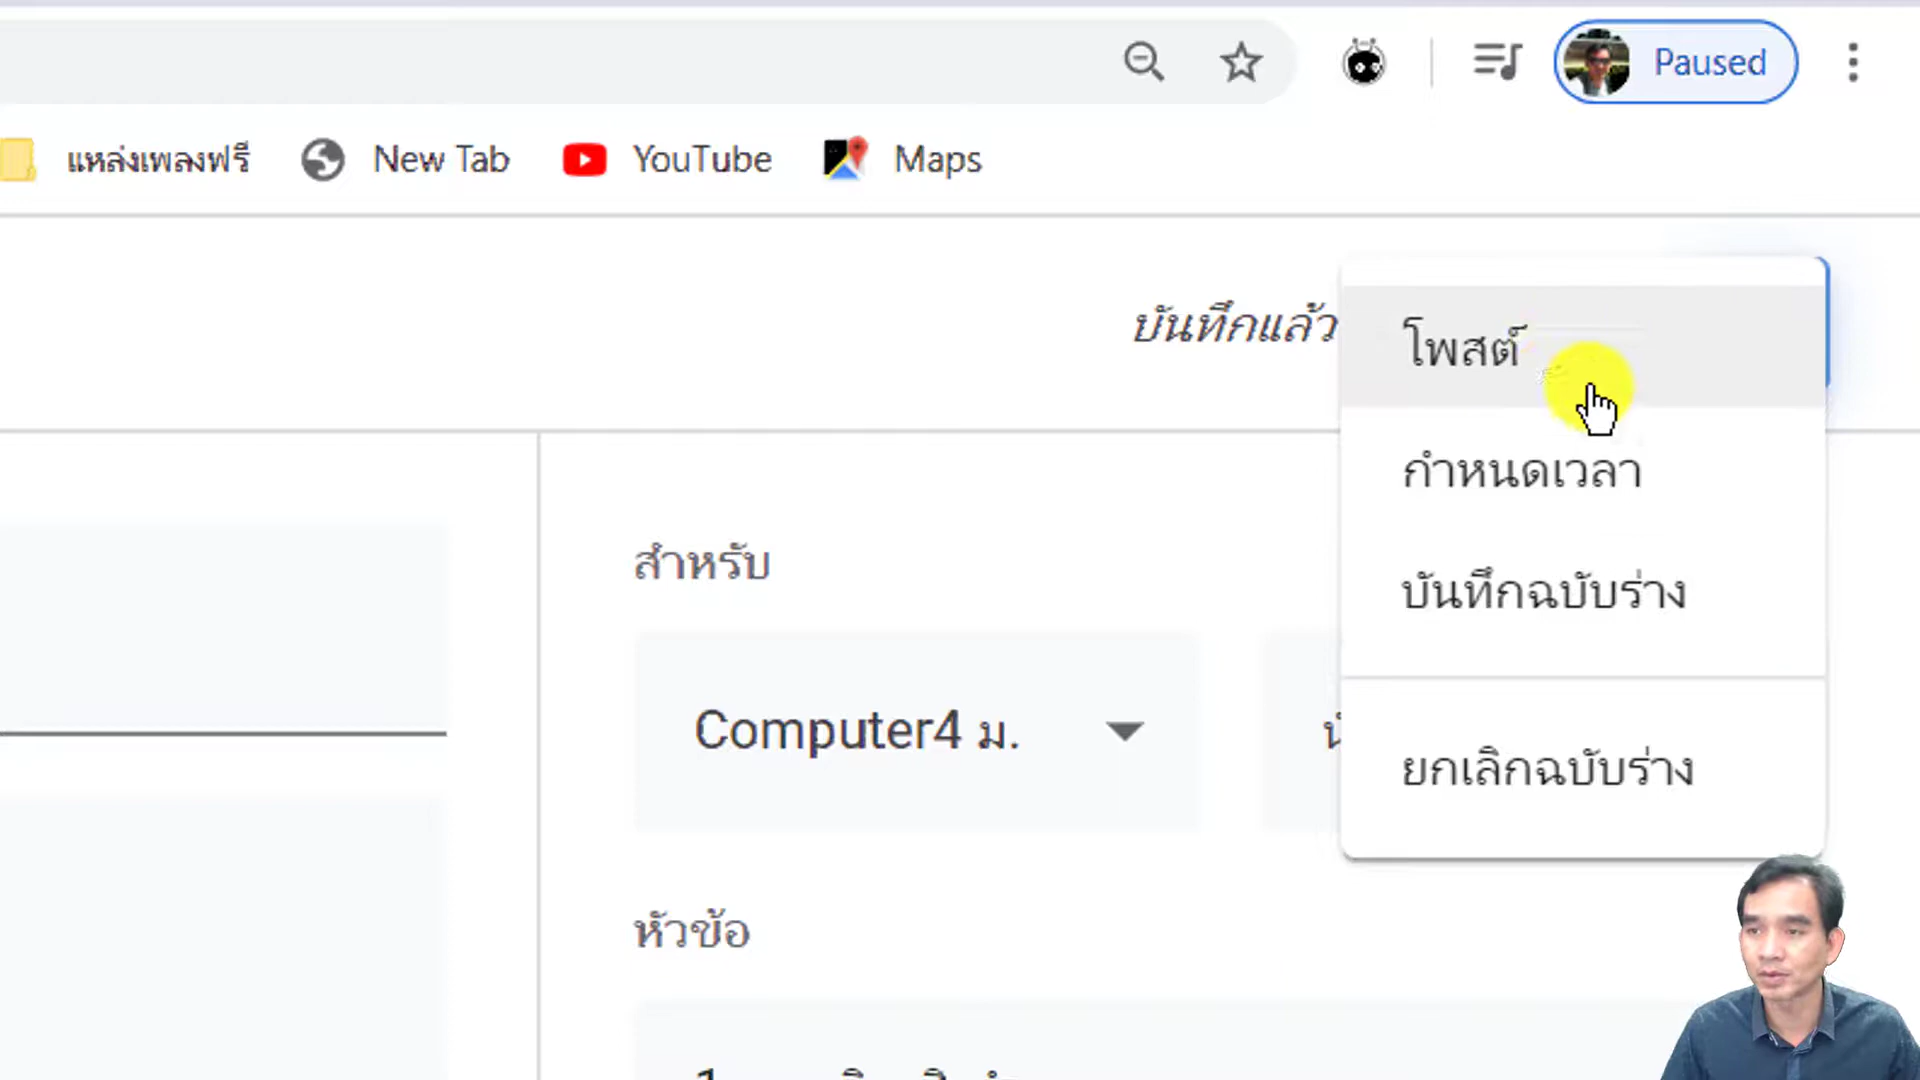 Paused
แหล่งเพลงฟรี New Tab YouTube Maps
บันทึกแล้ว
โพสต์
กำหนดเวลา
บันทึกฉบับร่าง
ยกเลิกฉบับร่าง
สำหรับ
Computer4 ม.
หัวข้อ